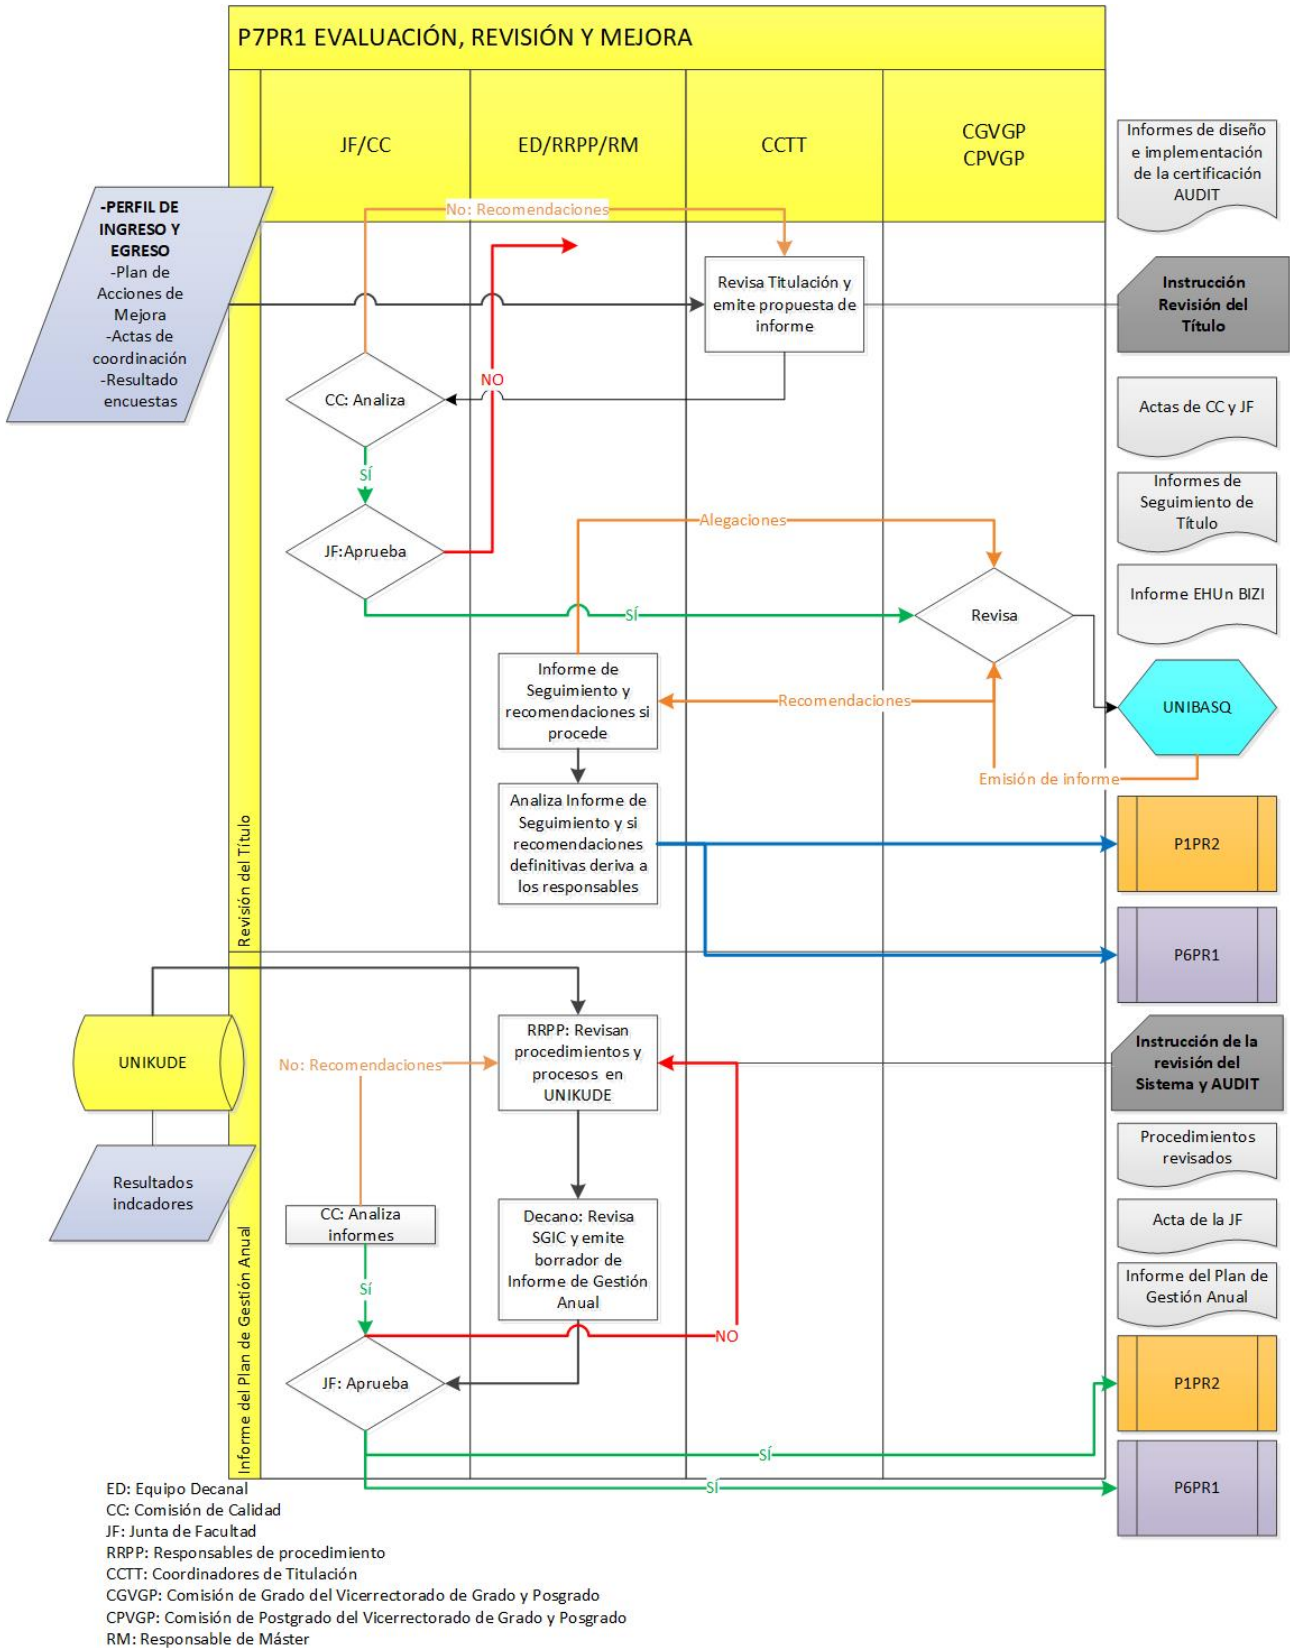 P7PR1 EVALUACIÓN, REVISIÓN Y MEJORA
JF/CC
ED/RRPP/RM
CCTT
CGVGP
CPVGP
Informes de diseño
e implementación
de la certificación
AUDIT
-PERFIL DE
INGRESO Y
EGRESO
-Plan de
Acciones de
Mejora
-Actas de
coordinación
-Resultado
encuestas
No: Recomendaciones
Revisa Titulación y
emite propuesta de
informe
Instrucción
Revisión del
Título
NO
CC: Analiza
Actas de CC y JF
SÍ
Informes de
Seguimiento de
Título
Alegaciones
JF:Aprueba
Informe EHUn BIZI
SÍ
Revisa
Informe de
Seguimiento y
recomendaciones si
procede
Recomendaciones
UNIBASQ
Emisión de informe
Analiza Informe de
Seguimiento y si
recomendaciones
definitivas deriva a
los responsables
P1PR2
Revisión del Título
P6PR1
UNIKUDE
RRPP: Revisan
procedimientos y
procesos en
UNIKUDE
No: Recomendaciones
Instrucción de la
revisión del
Sistema y AUDIT
Procedimientos
revisados
Resultados
indcadores
CC: Analiza
informes
Decano: Revisa
SGIC y emite
borrador de
Informe de Gestión
Anual
Acta de la JF
Informe del Plan de
Gestión Anual
SÍ
NO
JF: Aprueba
P1PR2
Informe del Plan de Gestión Anual
SÍ
SÍ
P6PR1
ED: Equipo Decanal
CC: Comisión de Calidad
JF: Junta de Facultad
RRPP: Responsables de procedimiento
CCTT: Coordinadores de Titulación
CGVGP: Comisión de Grado del Vicerrectorado de Grado y Posgrado
CPVGP: Comisión de Postgrado del Vicerrectorado de Grado y Posgrado
RM: Responsable de Máster